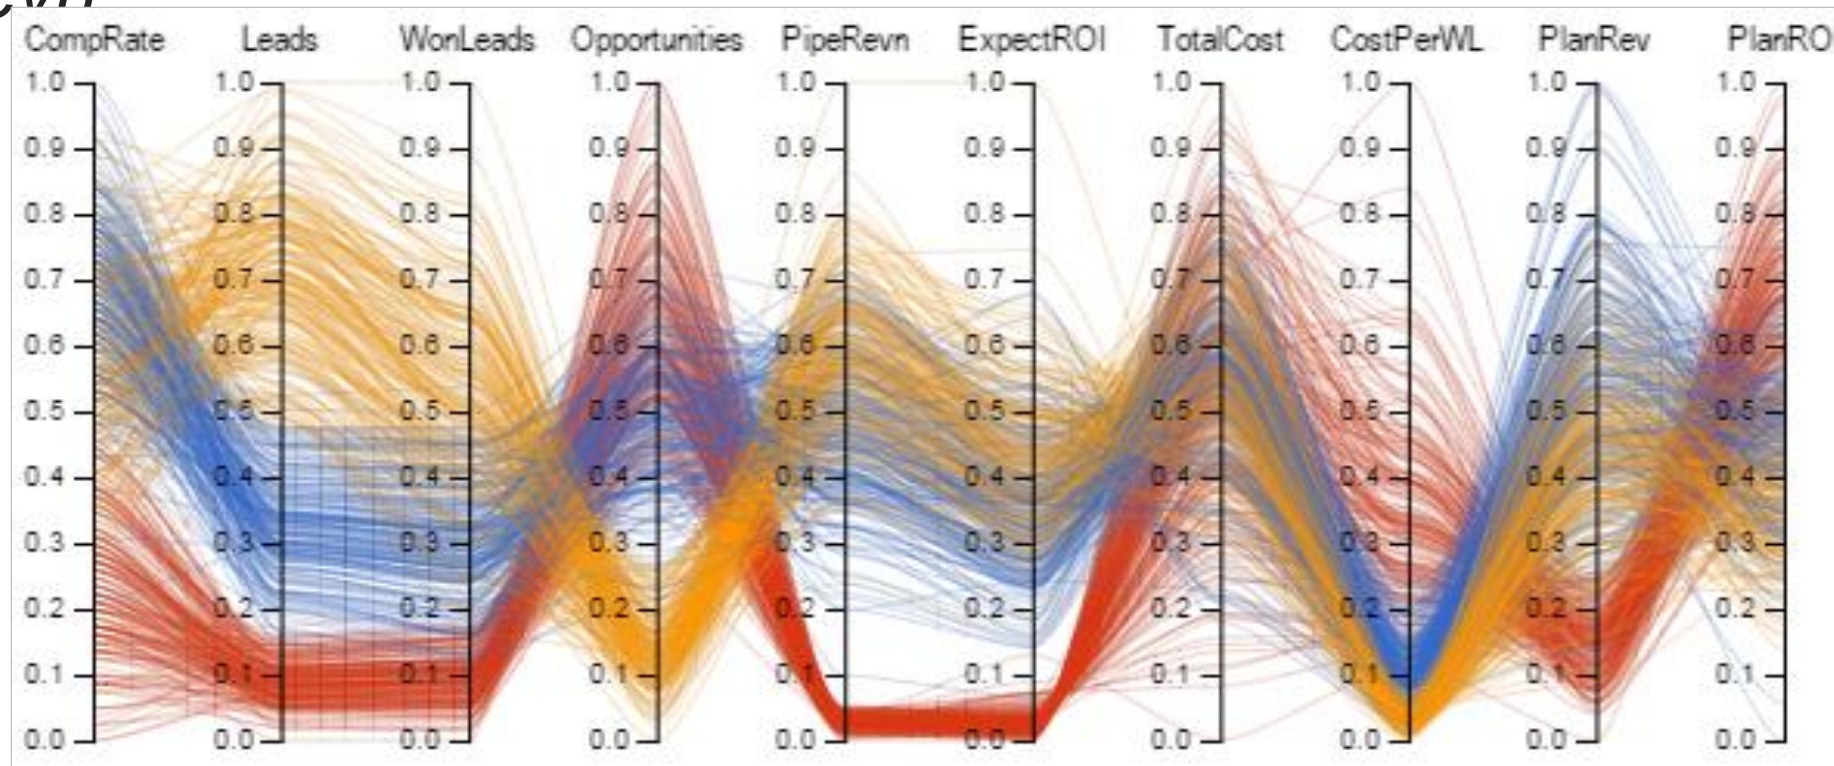 CompRate Leads WonLeads Opportunities PipeRevn ExpectROI TotalCost CostPerWL PlanRev PlanRO
1.0 1.0 1.0 1.0 1.0 1.0 1.0 1.0 1.0 1.0
0.9 0.9 0.9 0.9 0.9 0.9 0.9 0.9 0.9 0.9
0.8 0.8 0.8 0.8 0.8 0.8 0.8 0.8 0.8 0.8
0.7 0.7 0.7 0.7 0.7 0.7 0.7 0.7 0.7 0.7
0.6 0.6 0.6 0.6 0.6 0.6 0.6 0.6 0.6 0.6
0.5 0.5 0.5 0.5 0.5 0.5 0.5 0.5 0.5 0.5
0.4 0.4 0.4 0.4 0.4 0.4 0.4 0.4 0.4 0.4
0.3 0.3 0.3 0.3 0.3 0.3 0.3 0.3 0.3 0.3
0.2 0.2 0.2 0.2 0.2 0.2 0.2 0.2 0.2 0.2
0.1 0.1 0.1 0.1 0.1 0.1 0.1 0.1 0.1 0.1
0.0 0.0 0.0 0.0 0.0 0.0 0.0 0.0 0.0 0.0